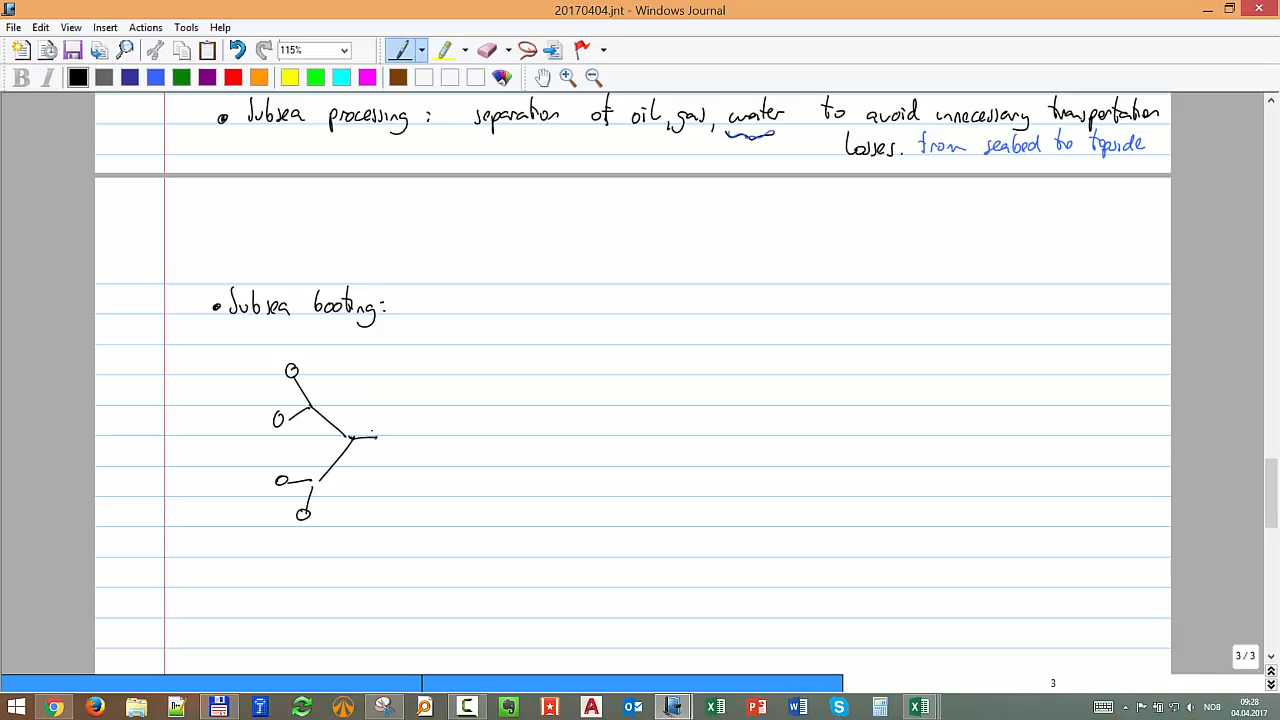 20170404.jnt - Windows Journal
File Edit View Insert Actions Tools Help
115%
B I
• Subsea processing : separation of oil, gas, water to avoid unnecessary transportation
losses. from seabed to topside
• Subsea boosting:
3 / 3
3
NOB
09:28
04.04.2017